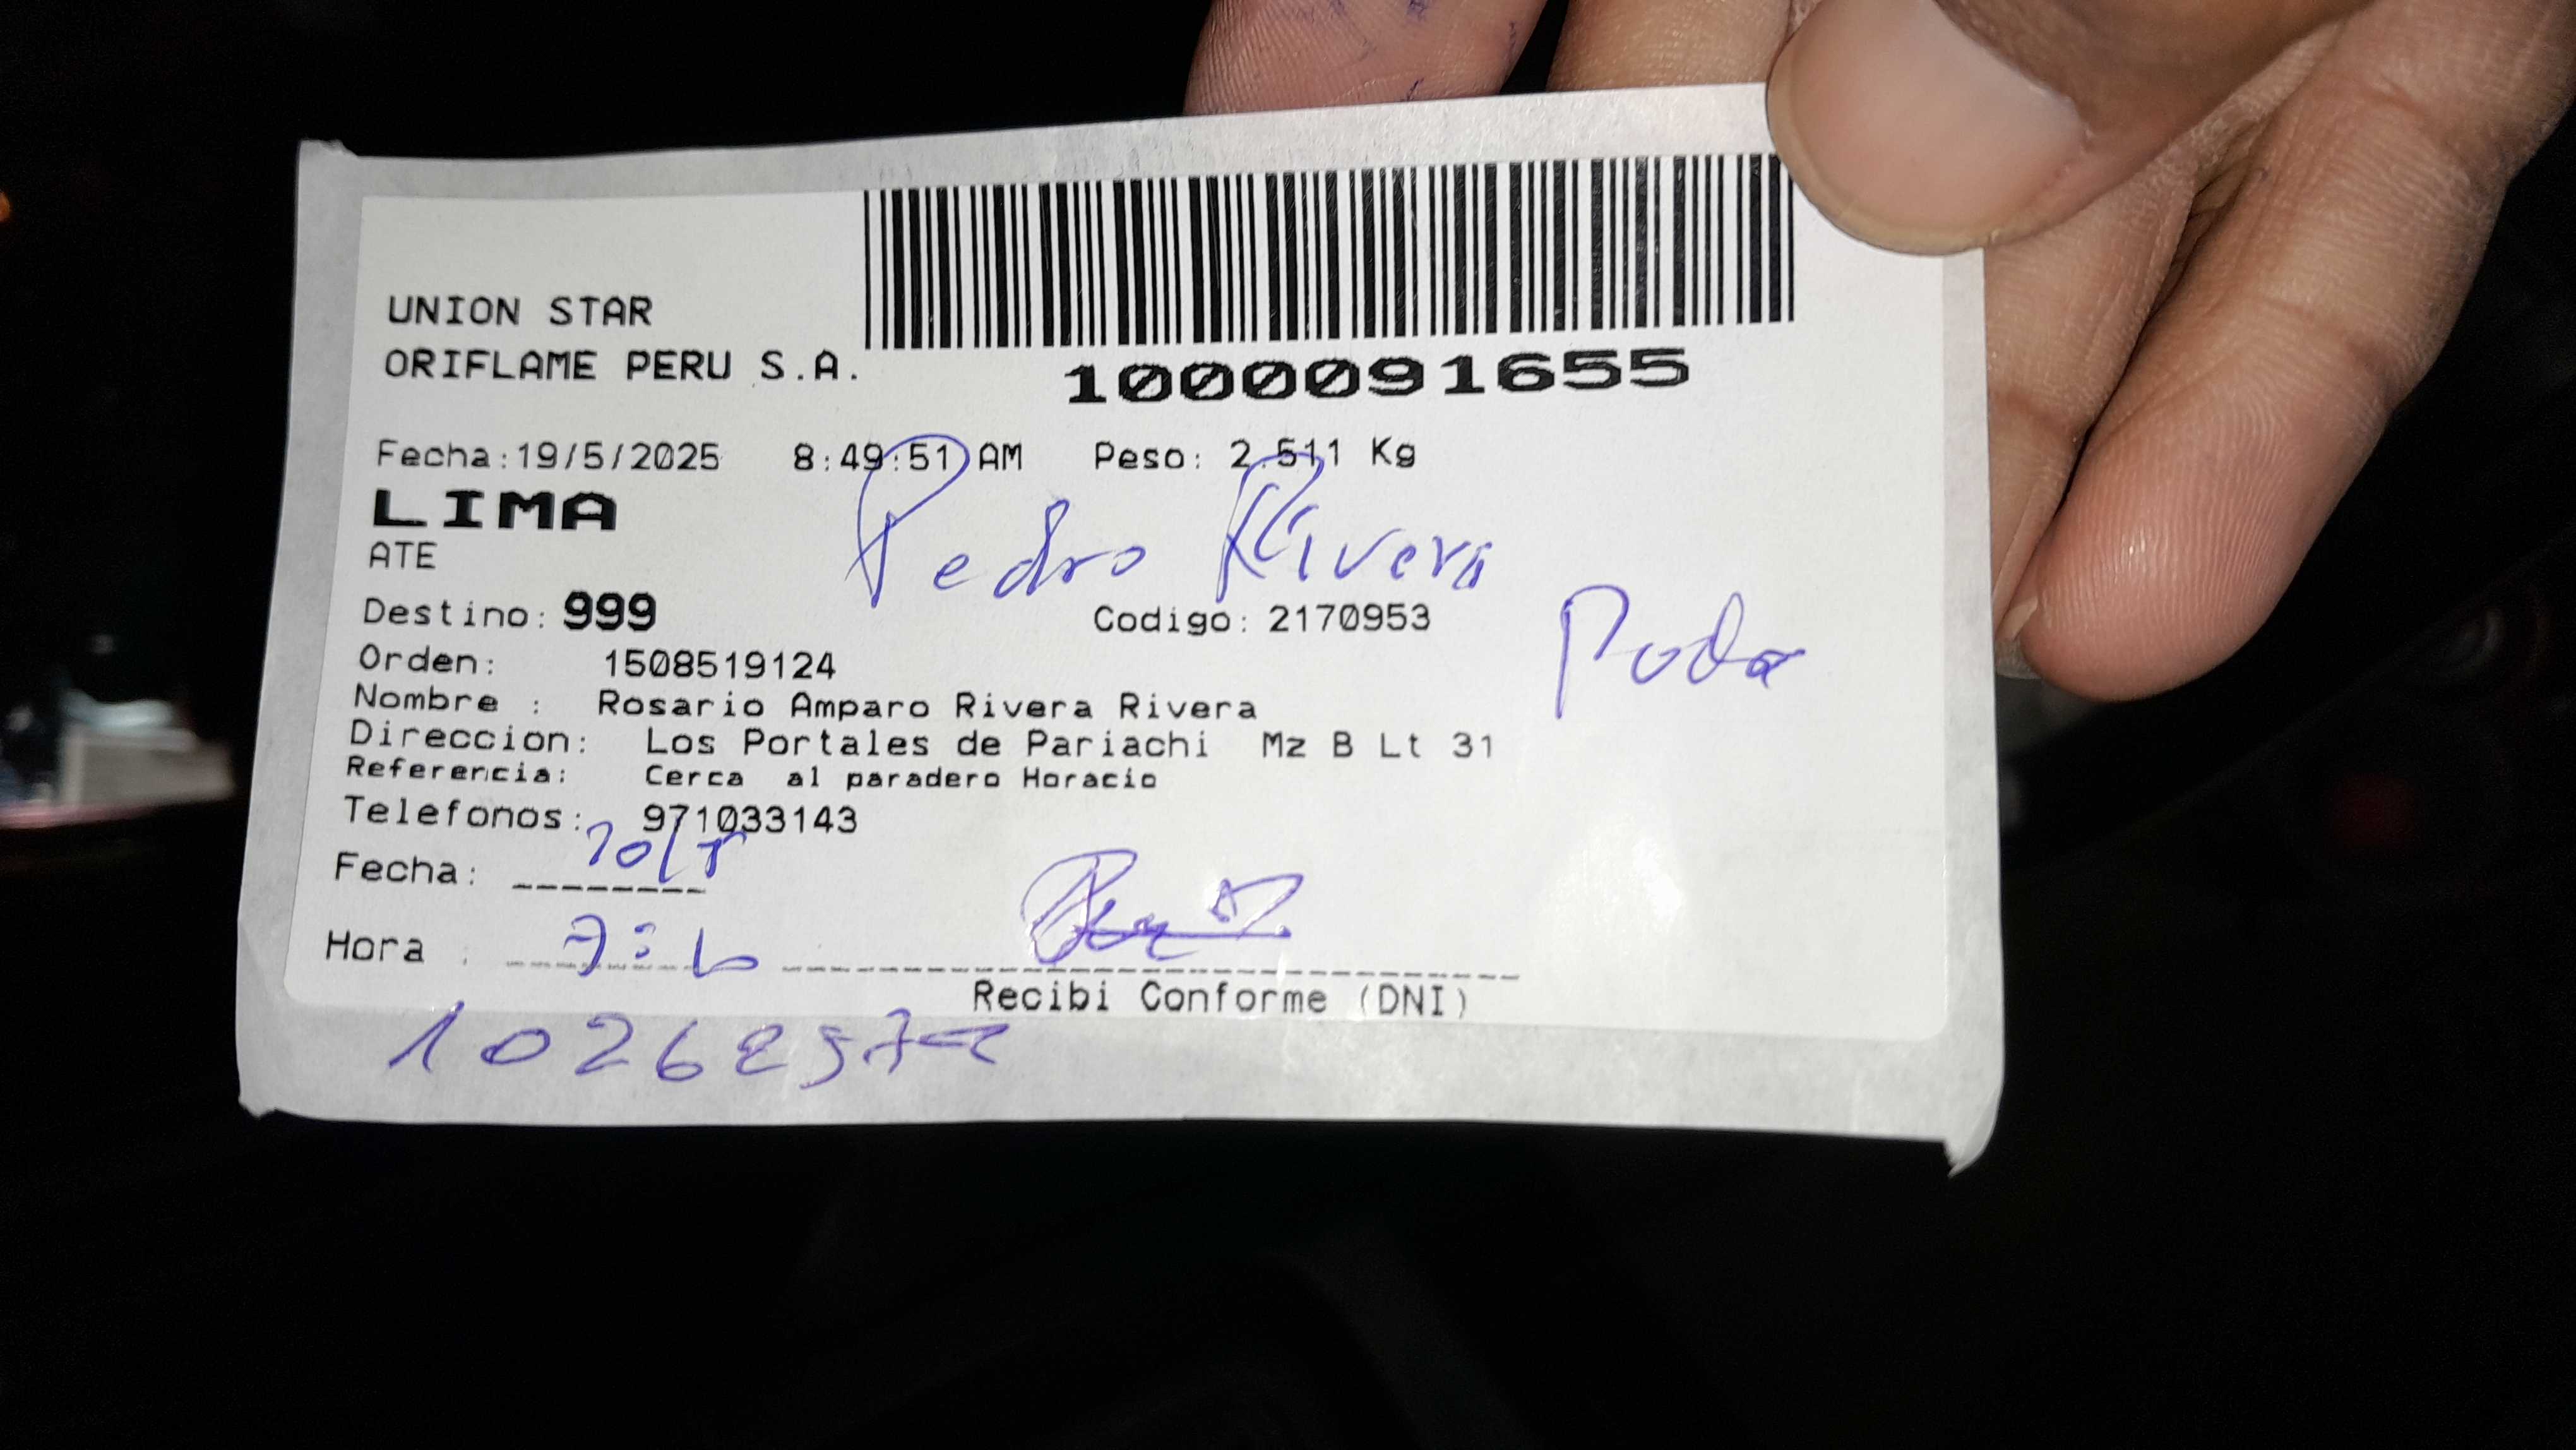 UNION STAR
ORIFLAME PERU S.A.
1000091655
Fecha:19/5/2025 8:49:51 AM Peso: 2.511 Kg
LIMA
Pedro Rivera
ATE
Destino: 999 Codigo: 2170953
Orden: 1508519124
Nombre : Rosario Amparo Rivera Rivera
Direccion: Los Portales de Pariachi Mz B Lt 31
Referencia: Cerca al paradero Horacio
Telefonos: 971033143
Fecha:
Hora :
Recibi Conforme (DNI)